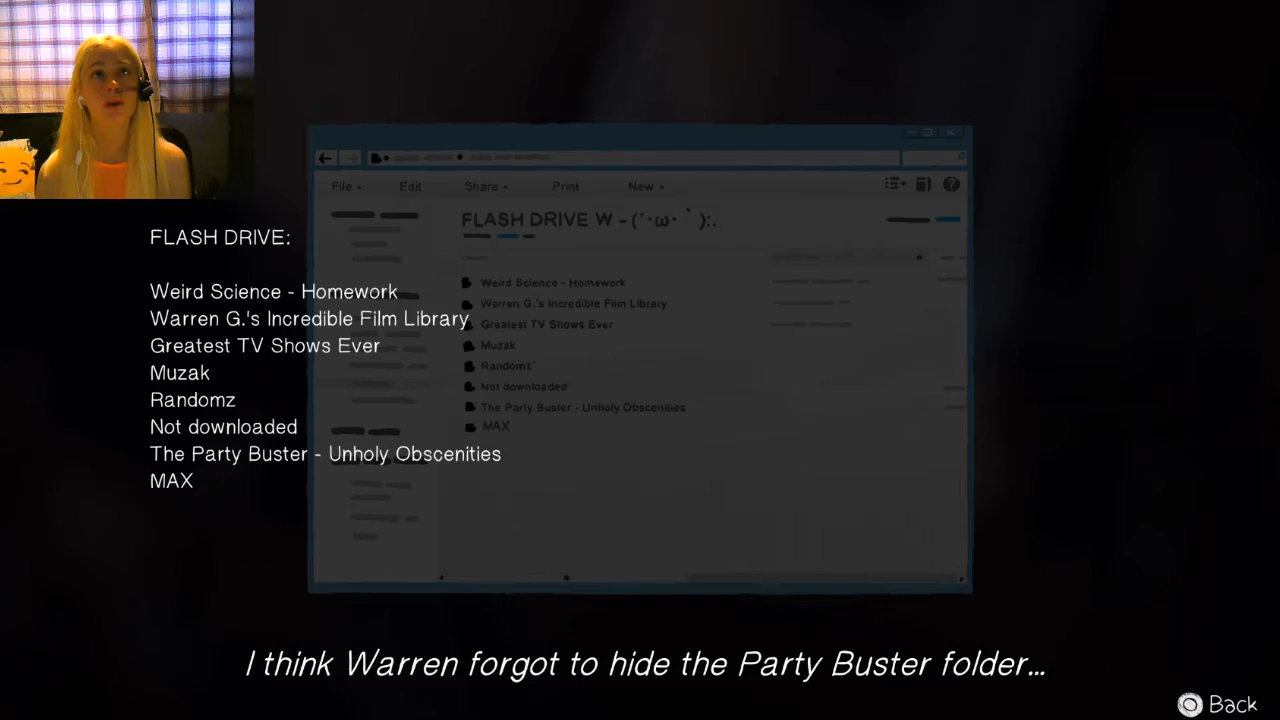 FLASH DRIVE:
Weird Science - Homework
Warren G.'s Incredible Film Library
Greatest TV Shows Ever
Muzak
Randomz
Not downloaded
The Party Buster - Unholy Obscenities
MAX
File
Edit
Share
Print
New
FLASH DRIVE W -(´･ω･`):.
Weird Science - Homework
Warren G.'s Incredible Film Library
Greatest TV Shows Ever
Muzak
Randomz
Not downloaded
The Party Buster - Unholy Obscenities
MAX
I think Warren forgot to hide the Party Buster folder...
Back